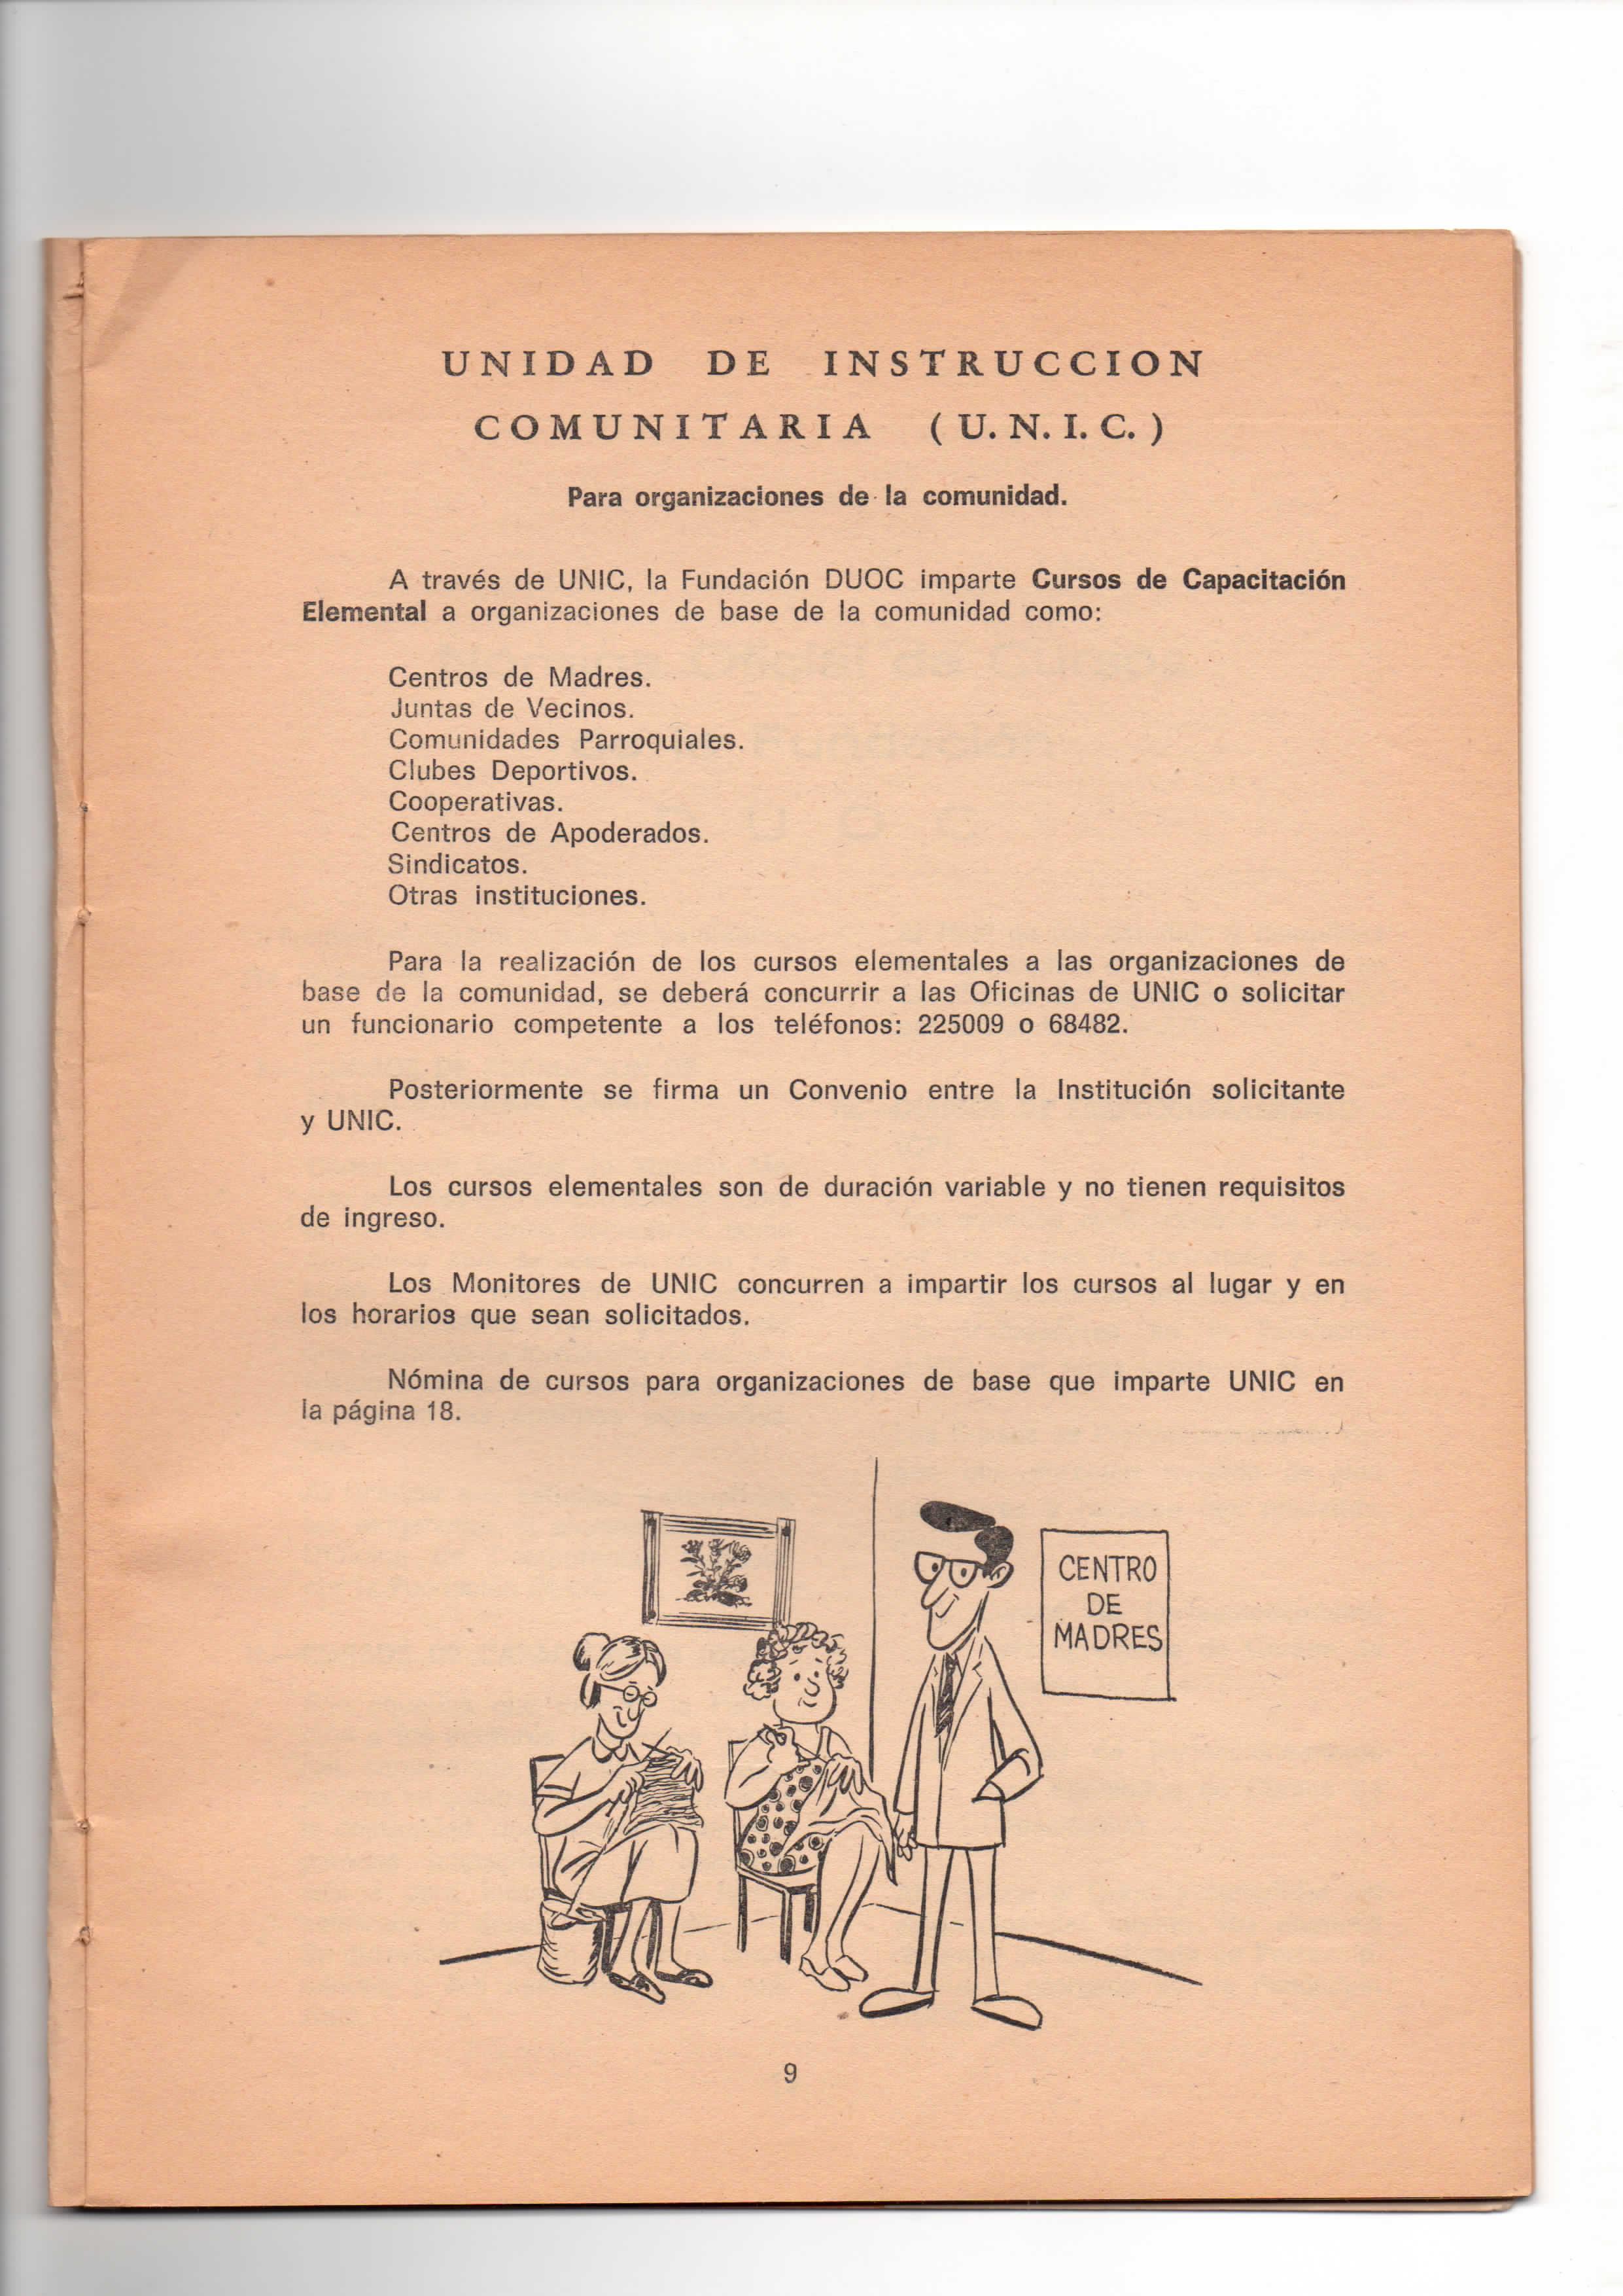 UNIDAD DE INSTRUCCION
COMUNITARIA (U.N.I.C.)
Para organizaciones de la comunidad.
A través de UNIC, la Fundación DUOC imparte Cursos de Capacitación
Elemental a organizaciones de base de la comunidad como:
Centros de Madres.
Juntas de Vecinos.
Comunidades Parroquiales.
Clubes Deportivos.
Cooperativas.
Centros de Apoderados.
Sindicatos.
Otras instituciones.
Para la realización de los cursos elementales a las organizaciones de
base de la comunidad, se deberá concurrir a las Oficinas de UNIC o solicitar
un funcionario competente a los teléfonos: 225009 o 68482.
Posteriormente se firma un Convenio entre la Institución solicitante
y UNIC.
Los cursos elementales son de duración variable y no tienen requisitos
de ingreso.
Los Monitores de UNIC concurren a impartir los cursos al lugar y en
los horarios que sean solicitados.
Nómina de cursos para organizaciones de base que imparte UNIC en
la página 18.
CENTRO
DE
MADRES
9